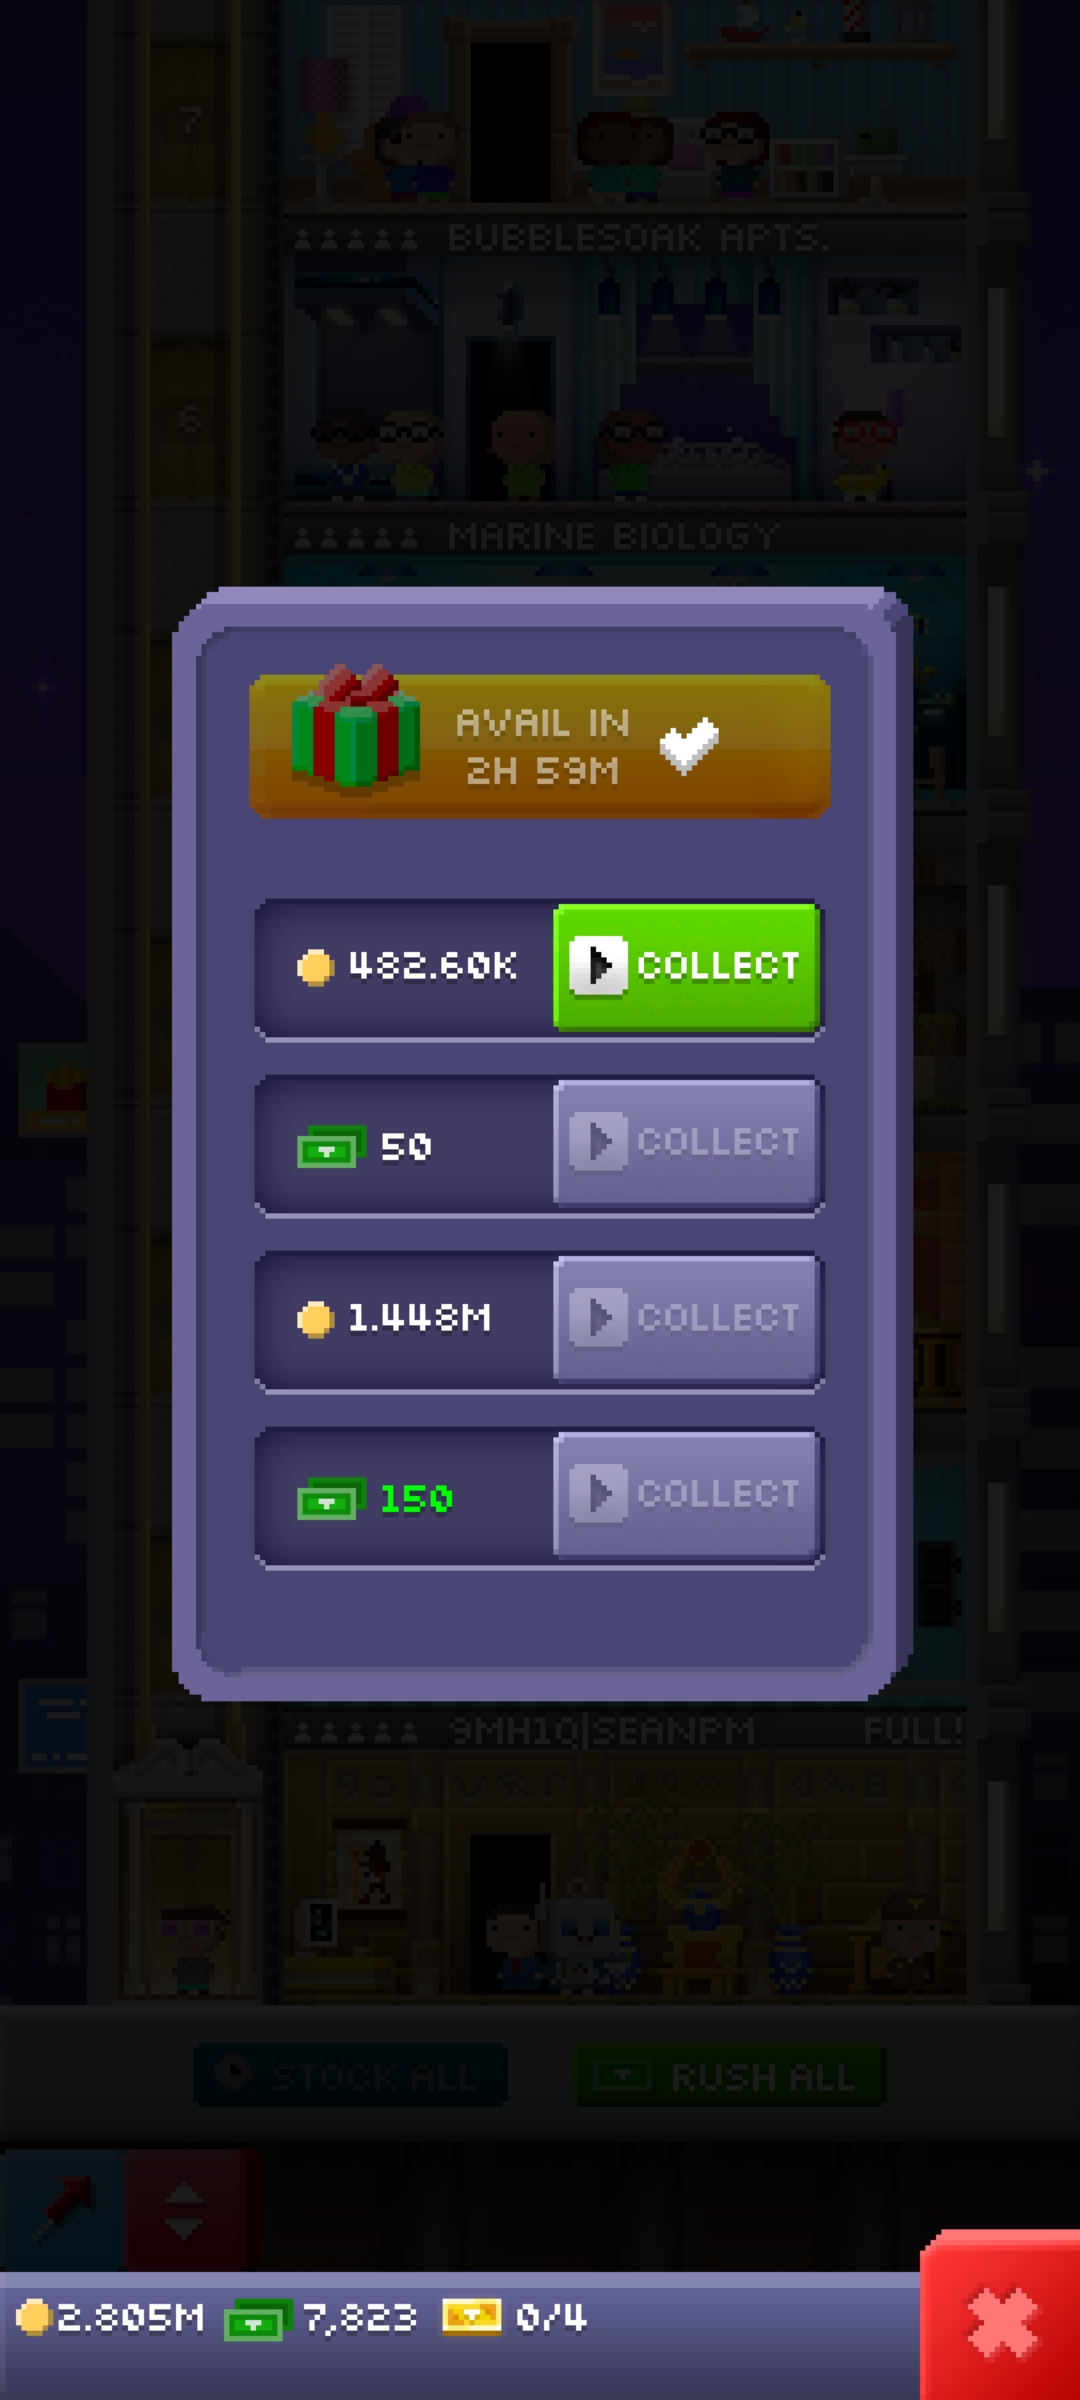 7
BUBBLESOAK APTS.
6
MARINE BIOLOGY
AVAIL IN
2H 59M
482.60K COLLECT
50 COLLECT
1.448M COLLECT
150 COLLECT
9MH1Q|SEANPM FULL!
STOCK ALL RUSH ALL
2.805M 7,823 0/4